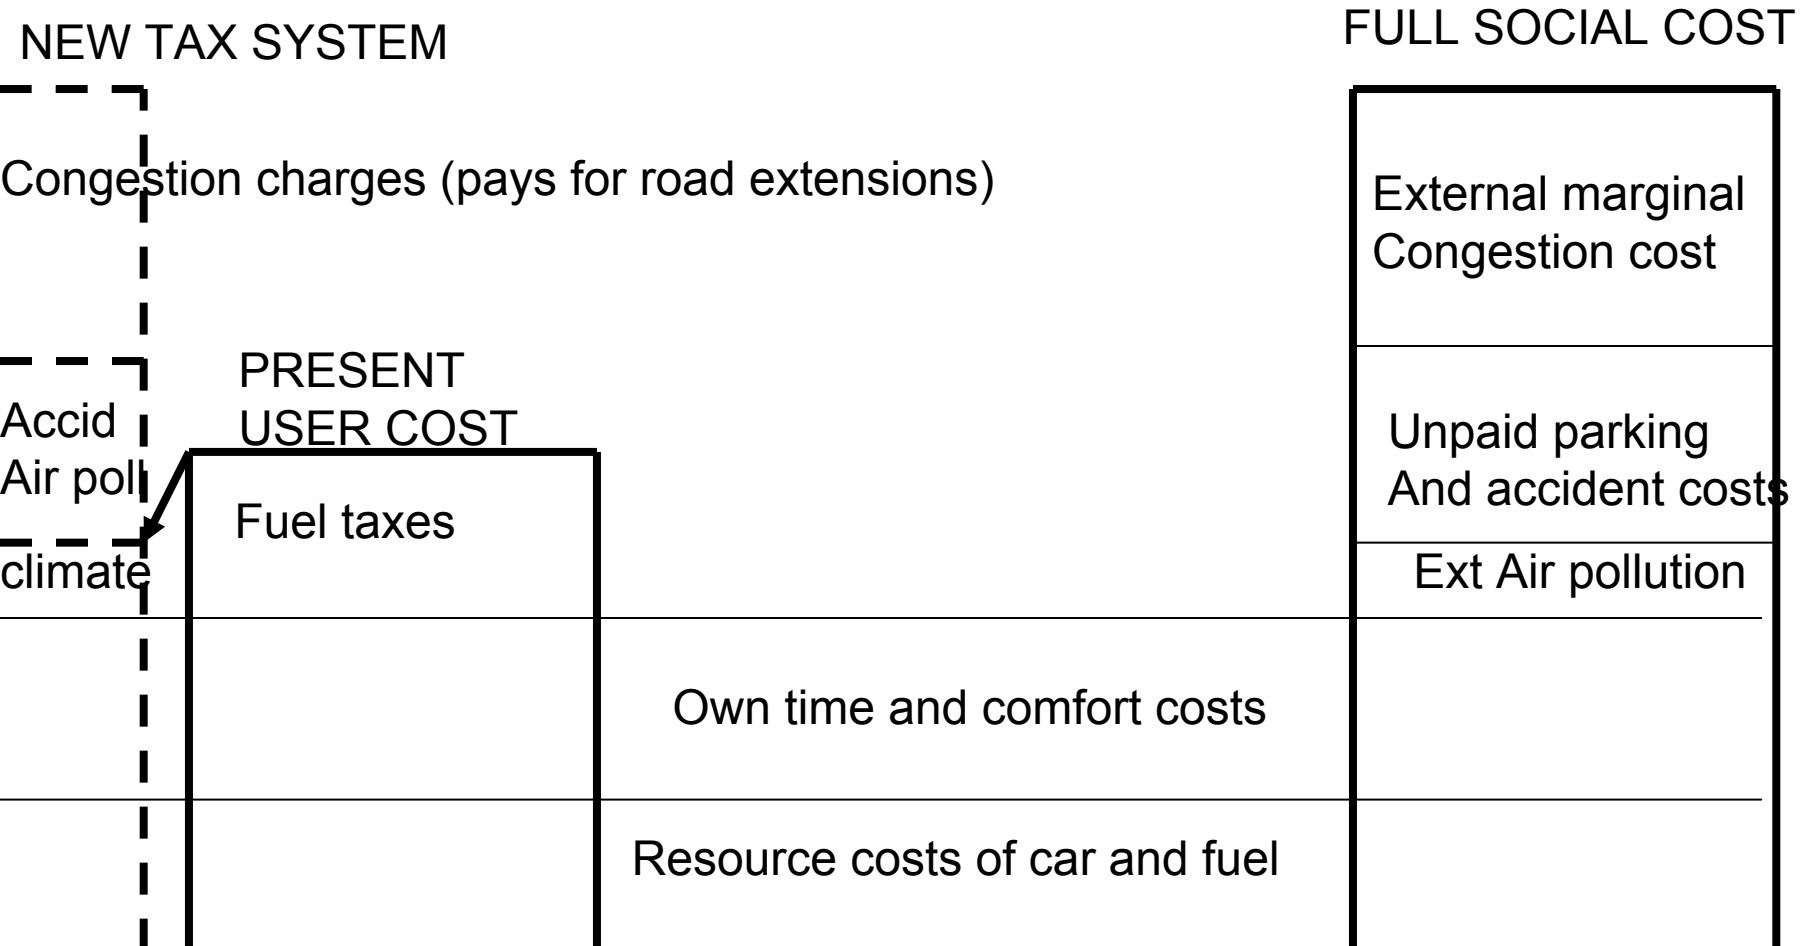 NEW TAX SYSTEM
FULL SOCIAL COST
Congestion charges (pays for road extensions)
External marginal
Congestion cost
PRESENT
USER COST
Accid
Air poll
Fuel taxes
climate
Unpaid parking
And accident costs
Ext Air pollution
Own time and comfort costs
Resource costs of car and fuel